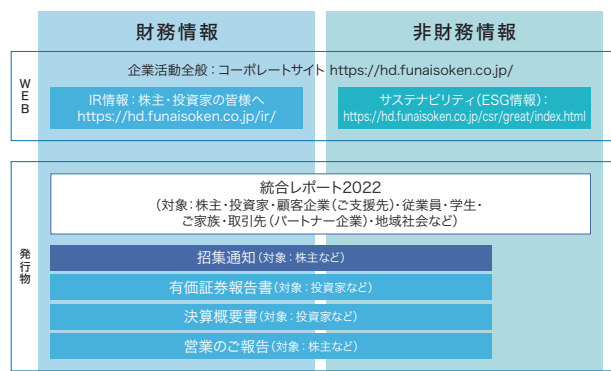 財務情報
非財務情報
WEB
企業活動全般：コーポレートサイト https://hd.funaisoken.co.jp/
IR情報：株主・投資家の皆様へ
https://hd.funaisoken.co.jp/ir/
サステナビリティ（ESG情報）：
https://hd.funaisoken.co.jp/csr/great/index.html
発行物
統合レポート2022
（対象：株主・投資家・顧客企業（ご支援先）・従業員・学生・
ご家族・取引先（パートナー企業）・地域社会など）
招集通知（対象：株主など）
有価証券報告書（対象：投資家など）
決算概要書（対象：投資家など）
営業のご報告（対象：株主など）